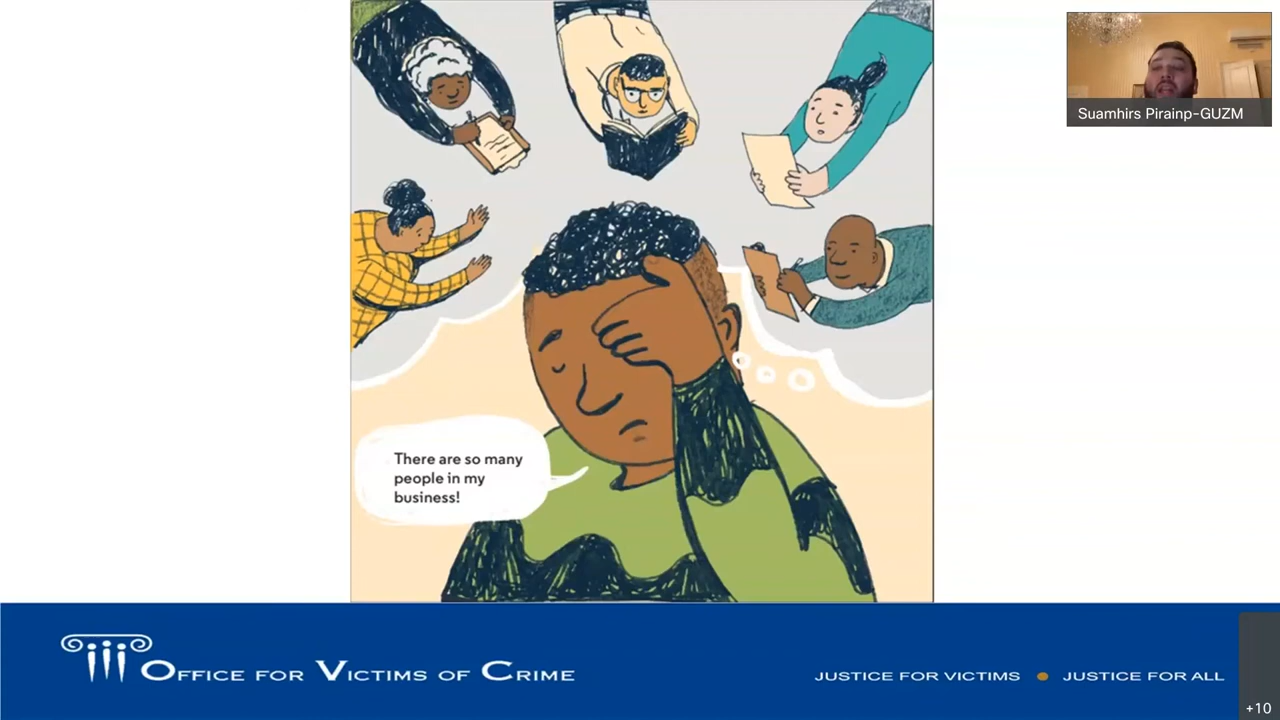 Suamhirs Pirainp-GUZM
There are so many
people in my
business!
OFFICE FOR VICTIMS OF CRIME
JUSTICE FOR VICTIMS • JUSTICE FOR ALL
+10